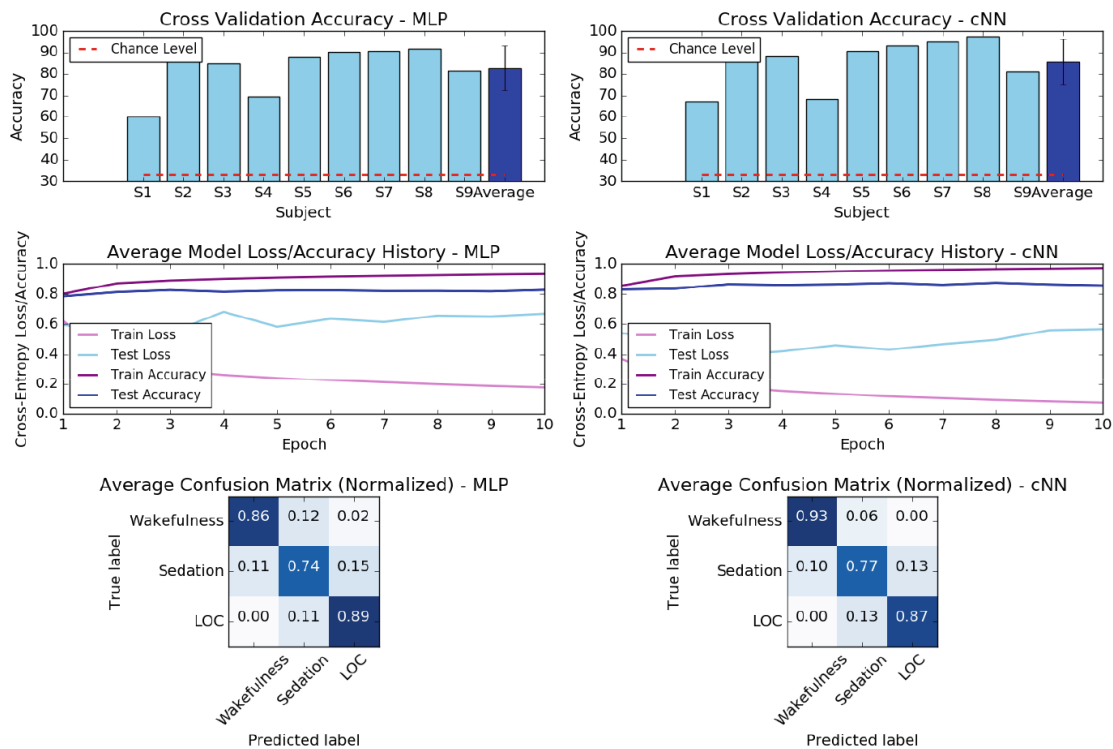 Cross Validation Accuracy - MLP
100
90
80
70
60
50
40
30
Accuracy
Chance Level
S1 S2 S3 S4 S5 S6 S7 S8 S9 Average
Subject
Cross Validation Accuracy - cNN
100
90
80
70
60
50
40
30
Accuracy
Chance Level
S1 S2 S3 S4 S5 S6 S7 S8 S9 Average
Subject
Average Model Loss/Accuracy History - MLP
1.0
0.8
0.6
0.4
0.2
0.0
Cross-Entropy Loss/Accuracy
Train Loss
Test Loss
Train Accuracy
Test Accuracy
1 2 3 4 5 6 7 8 9 10
Epoch
Average Model Loss/Accuracy History - cNN
1.0
0.8
0.6
0.4
0.2
0.0
Cross-Entropy Loss/Accuracy
Train Loss
Test Loss
Train Accuracy
Test Accuracy
1 2 3 4 5 6 7 8 9 10
Epoch
Average Confusion Matrix (Normalized) - MLP
True label
Wakefulness 0.86 0.12 0.02
Sedation 0.11 0.74 0.15
LOC 0.00 0.11 0.89
Wakefulness Sedation LOC
Predicted label
Average Confusion Matrix (Normalized) - cNN
True label
Wakefulness 0.93 0.06 0.00
Sedation 0.10 0.77 0.13
LOC 0.00 0.13 0.87
Wakefulness Sedation LOC
Predicted label